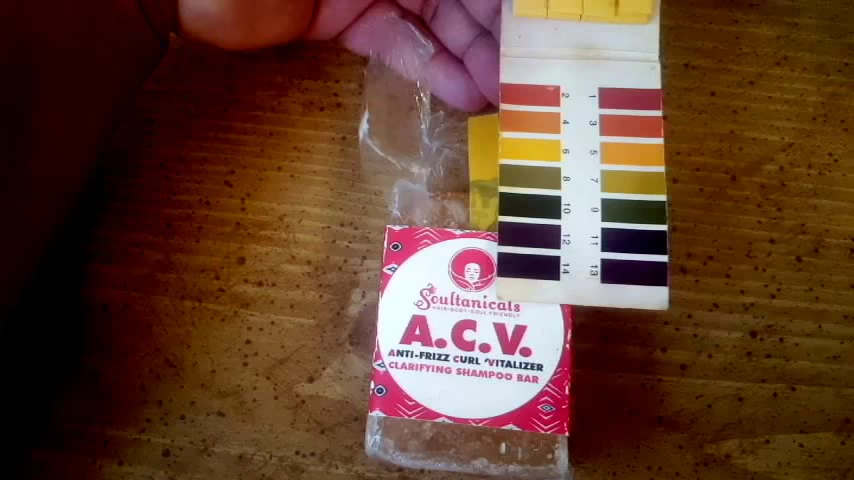 2 1
4 3
6 5
8 7
10 9
12 11
14 13
Soultanicals
HAIR•BODY•SOUL FRIENDLY
A.C.V.
ANTI-FRIZZ CURL 'VITALIZER
CLARIFYING SHAMPOO BAR